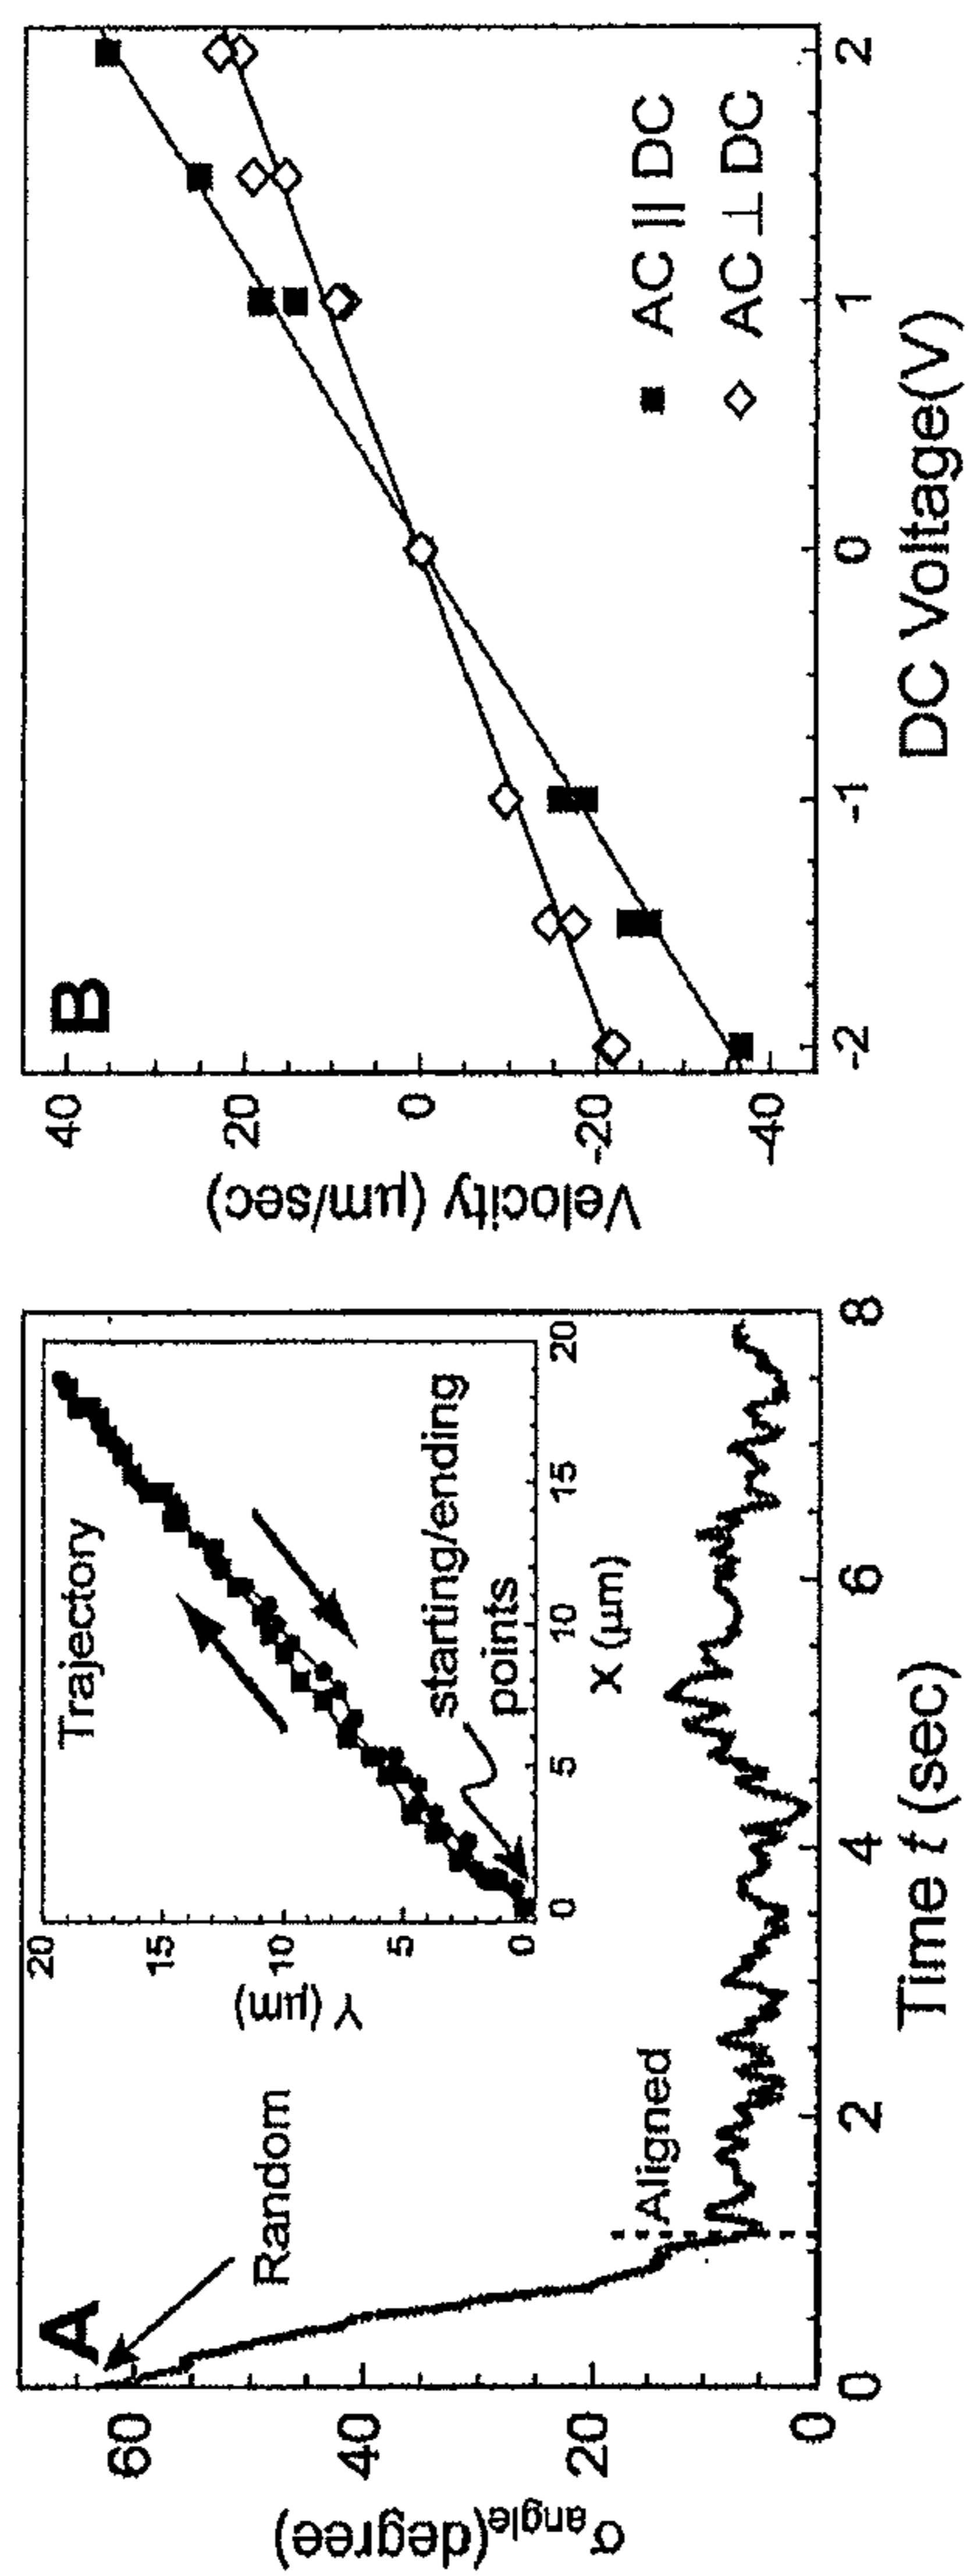 A
Random
Aligned
σangle(degree)
60
40
20
0
0
2
4
6
8
Time t (sec)
Trajectory
starting/ending
points
Y (μm)
20
15
10
5
0
0
5
10
15
20
X (μm)
B
Velocity (μm/sec)
40
20
0
-20
-40
-2
-1
0
1
2
DC Voltage(V)
AC || DC
AC ⊥ DC